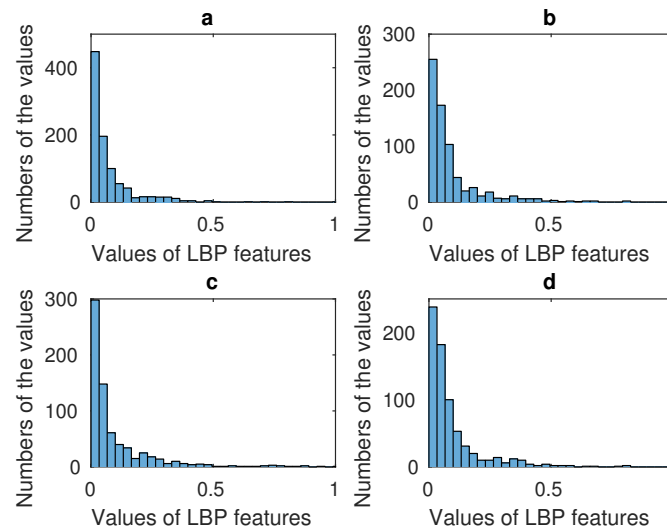 a
Numbers of the values
400
200
0
0
0.5
1
Values of LBP features
b
Numbers of the values
300
200
100
0
0
0.5
Values of LBP features
c
Numbers of the values
300
200
100
0
0
0.5
1
Values of LBP features
d
Numbers of the values
200
100
0
0
0.5
Values of LBP features